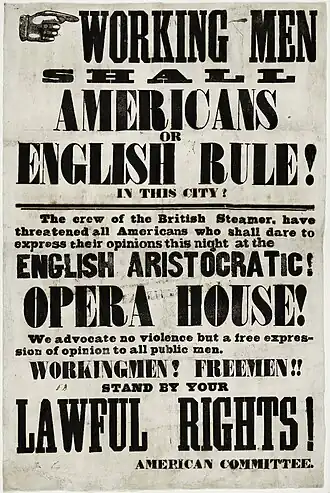 WORKING MEN
SHALL
AMERICANS
OR
ENGLISH RULE!
IN THIS CITY?
The crew of the British Steamer, have
threatened all Americans who shall dare to
express their opinions this night at the
ENGLISH ARISTOCRATIC!
OPERA HOUSE!
We advocate no violence but a free expres-
sion of opinion to all public men.
WORKINGMEN! FREEMEN!!
STAND BY YOUR
LAWFUL RIGHTS!
AMERICAN COMMITTEE.